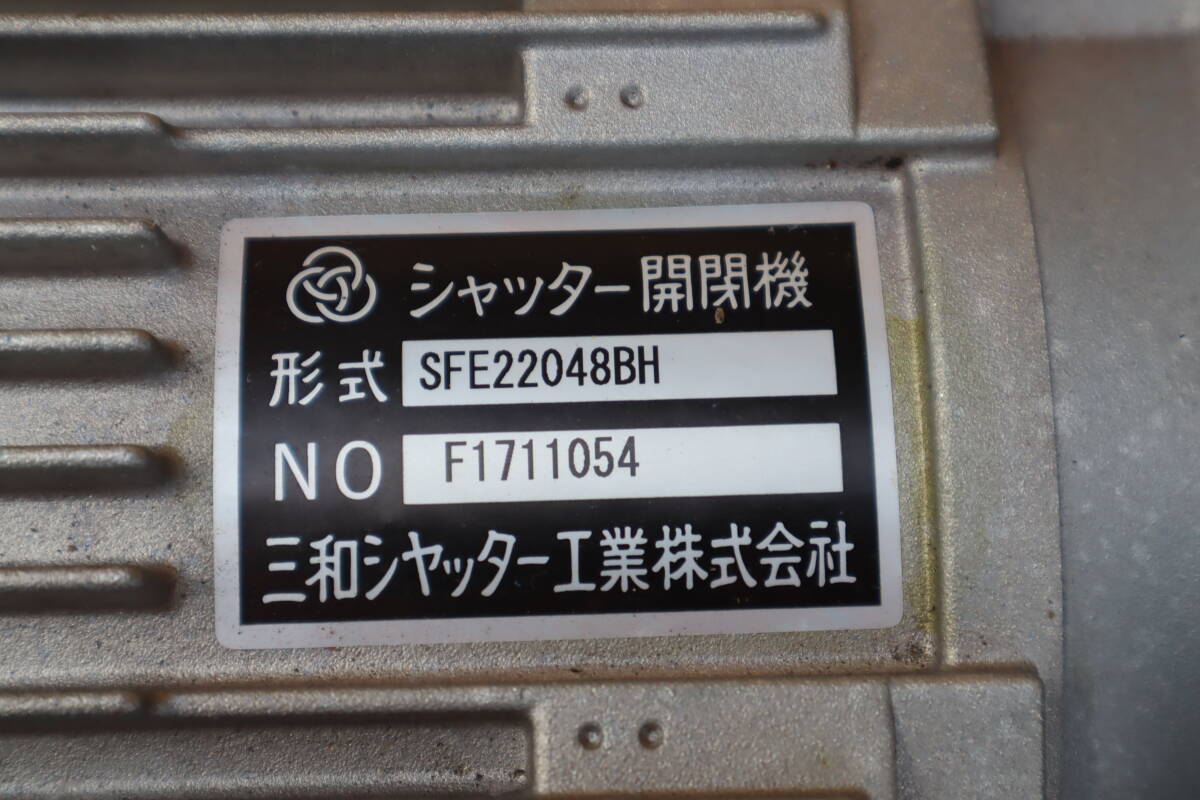 シャッター開閉機
形式 SFE22048BH
NO F1711054
三和シヤッター工業株式会社